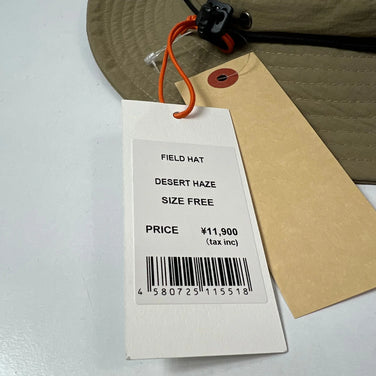 FIELD HAT
DESERT HAZE
SIZE FREE
PRICE ¥11,900
(tax inc)
4 580725 115518